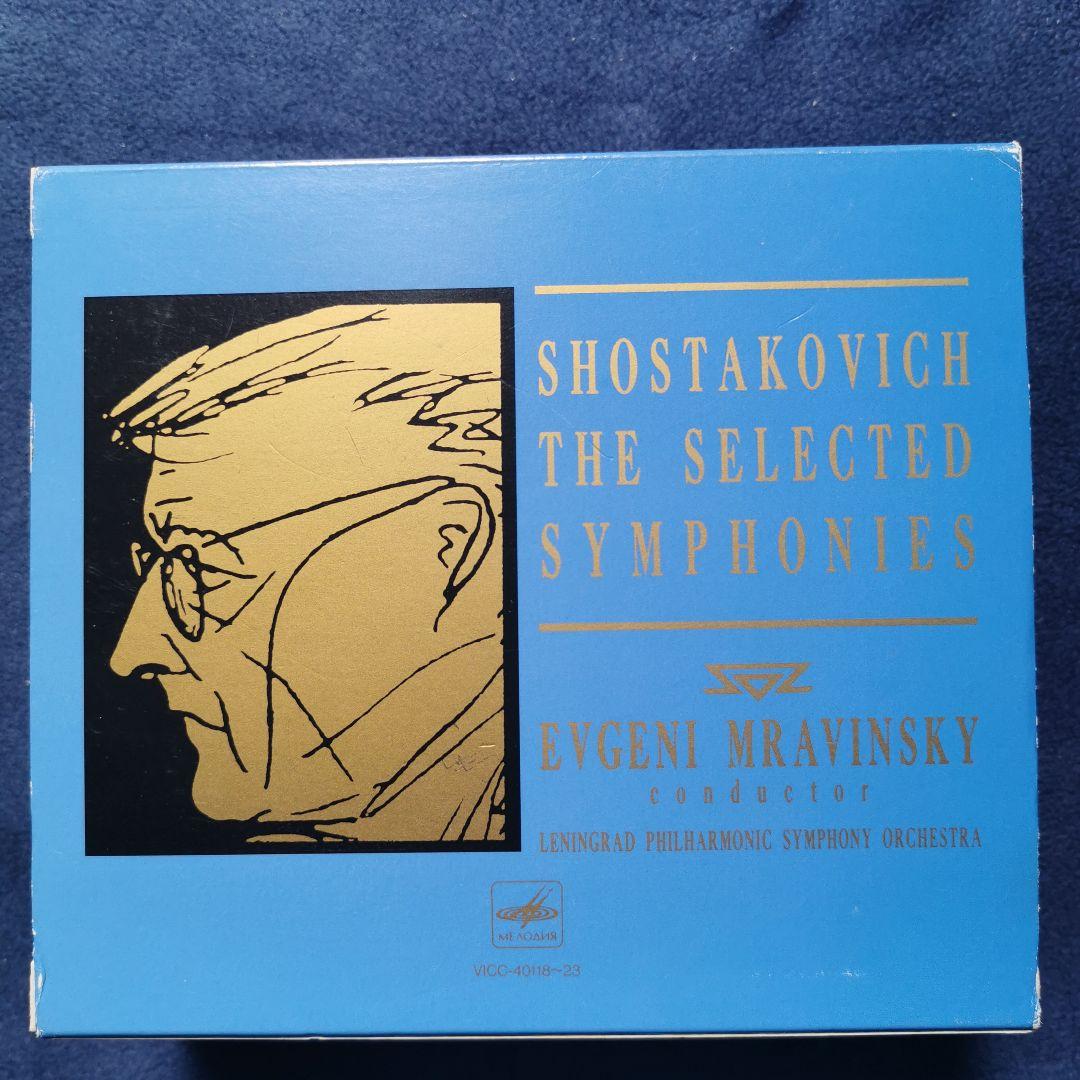 SHOSTAKOVICH
THE SELECTED
SYMPHONIES
EVGENI MRAVINSKY
conductor
LENINGRAD PHILHARMONIC SYMPHONY ORCHESTRA
МЕЛОДИЯ
VICC-40118~23